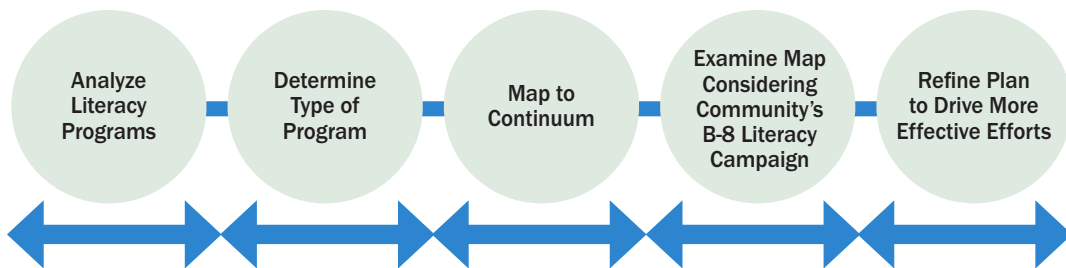 Analyze
Literacy
Programs
Determine
Type of
Program
Map to
Continuum
Examine Map
Considering
Community’s
B-8 Literacy
Campaign
Refine Plan
to Drive More
Effective Efforts